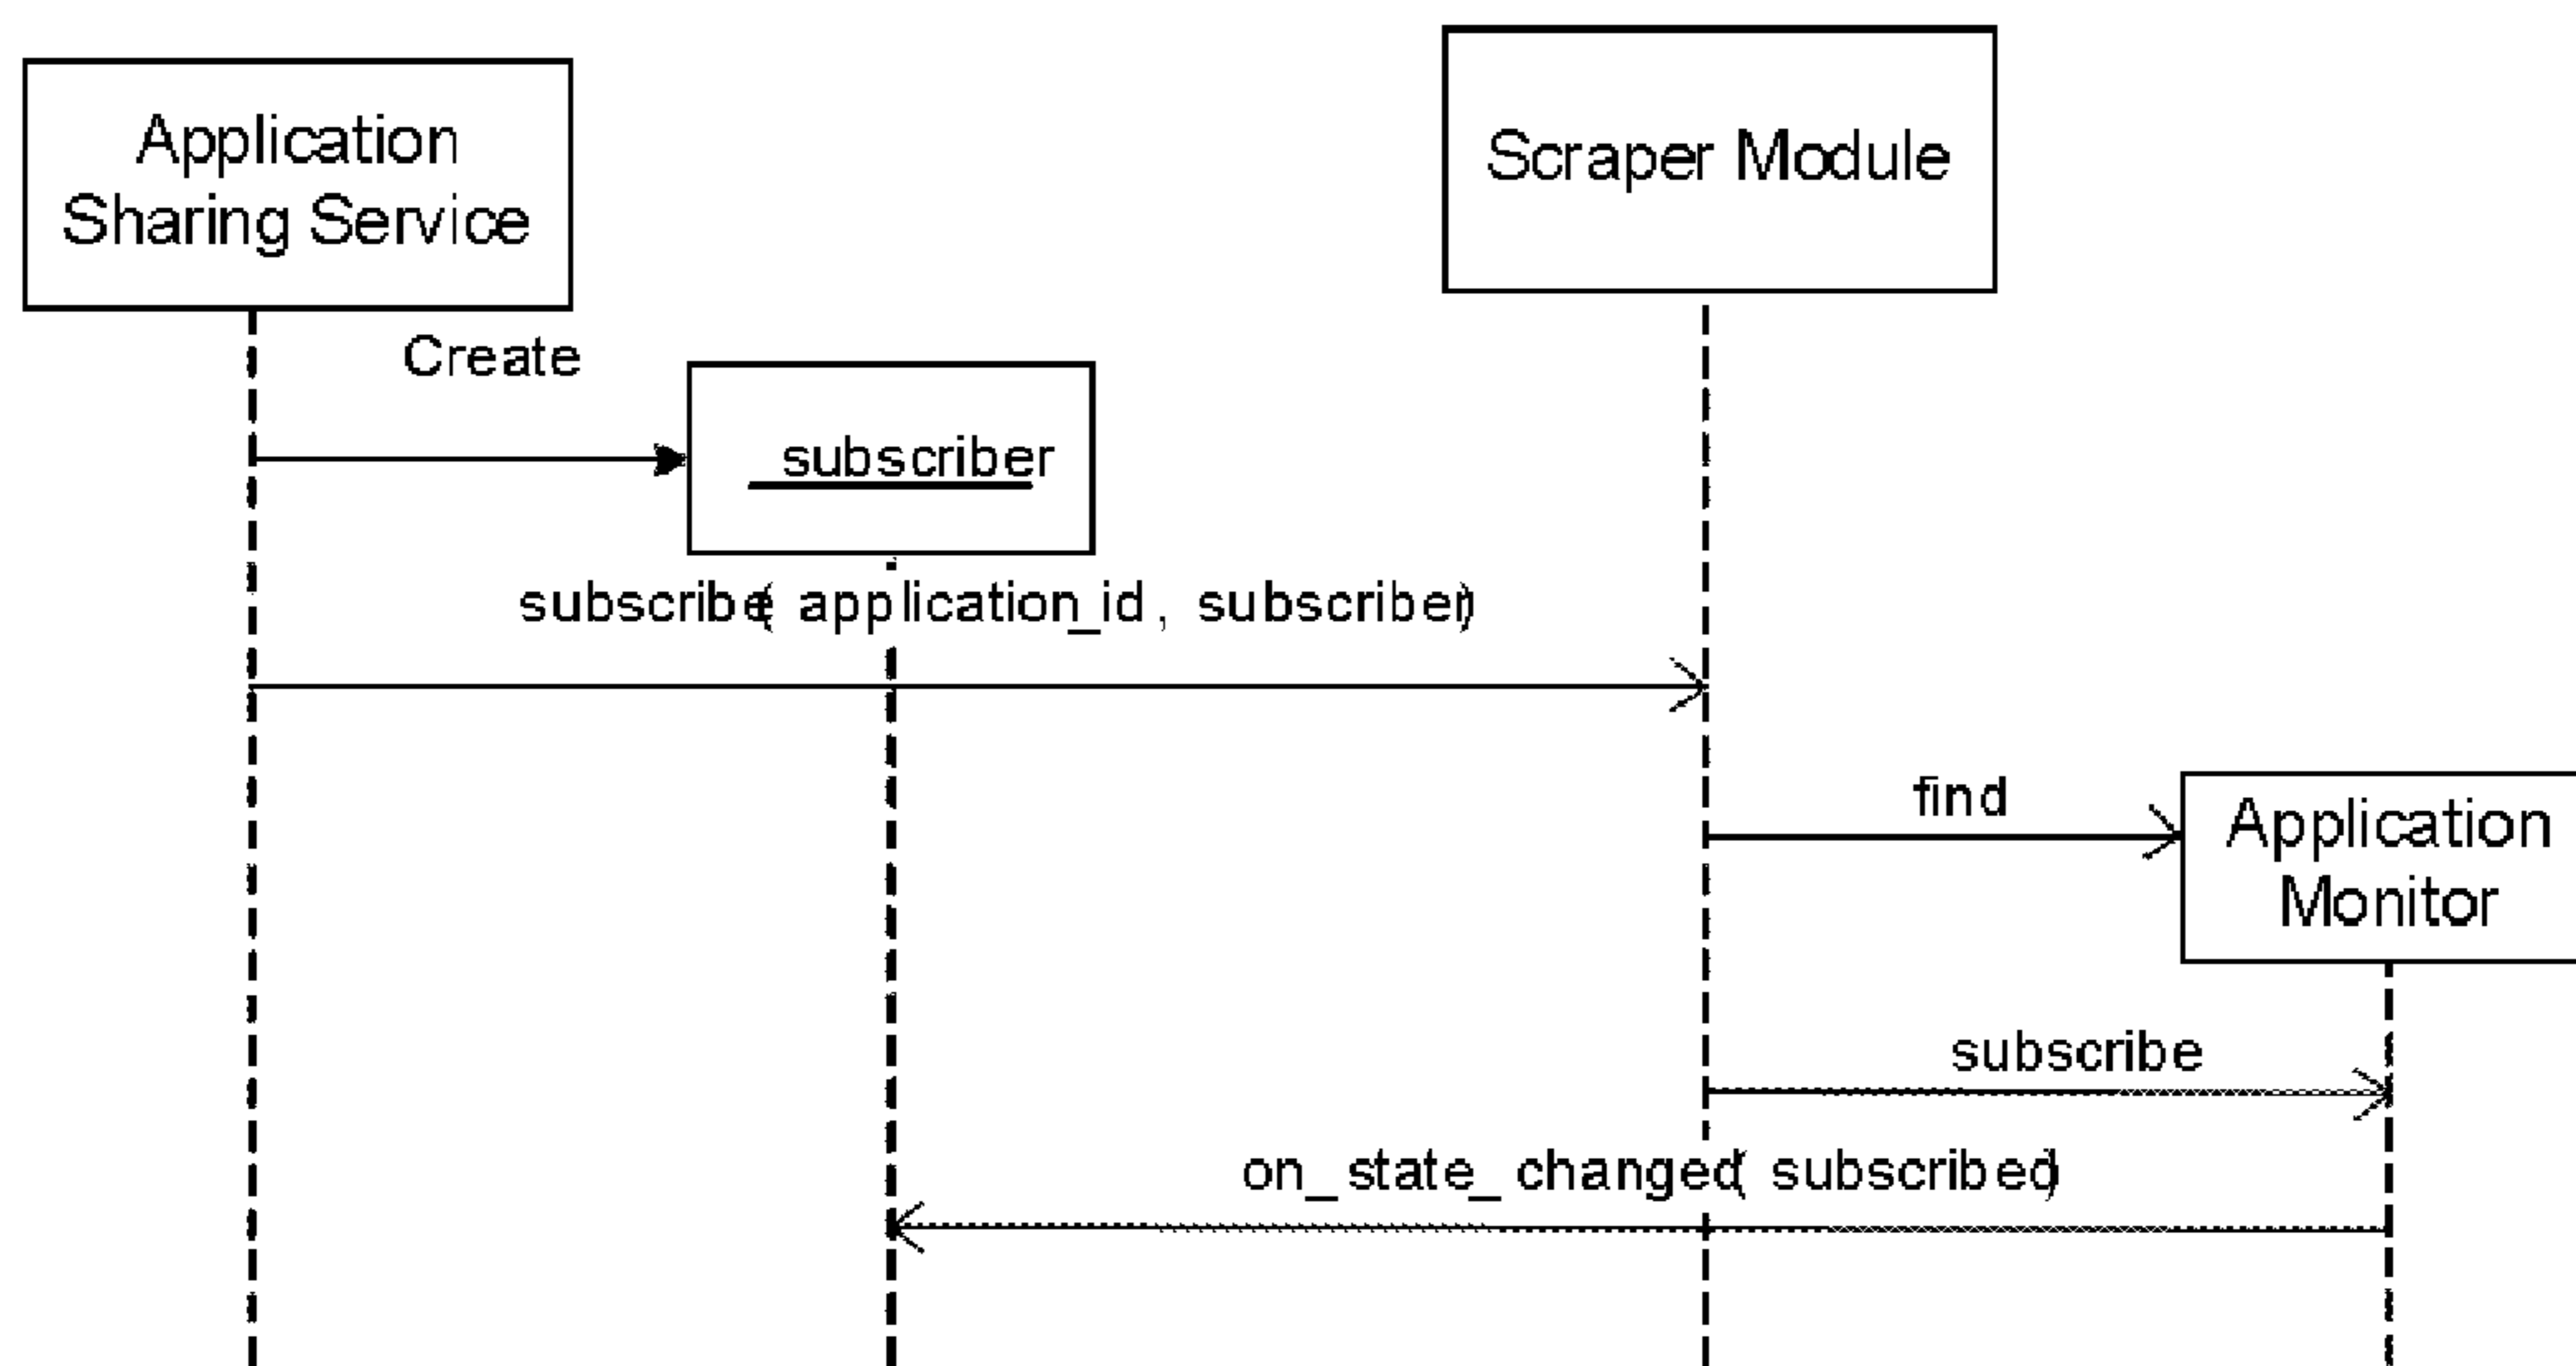 Application
Sharing Service
Scraper Module
Create
subscriber
subscribe( application_id, subscriber)
find
Application
Monitor
subscribe
on_state_changed( subscribed)